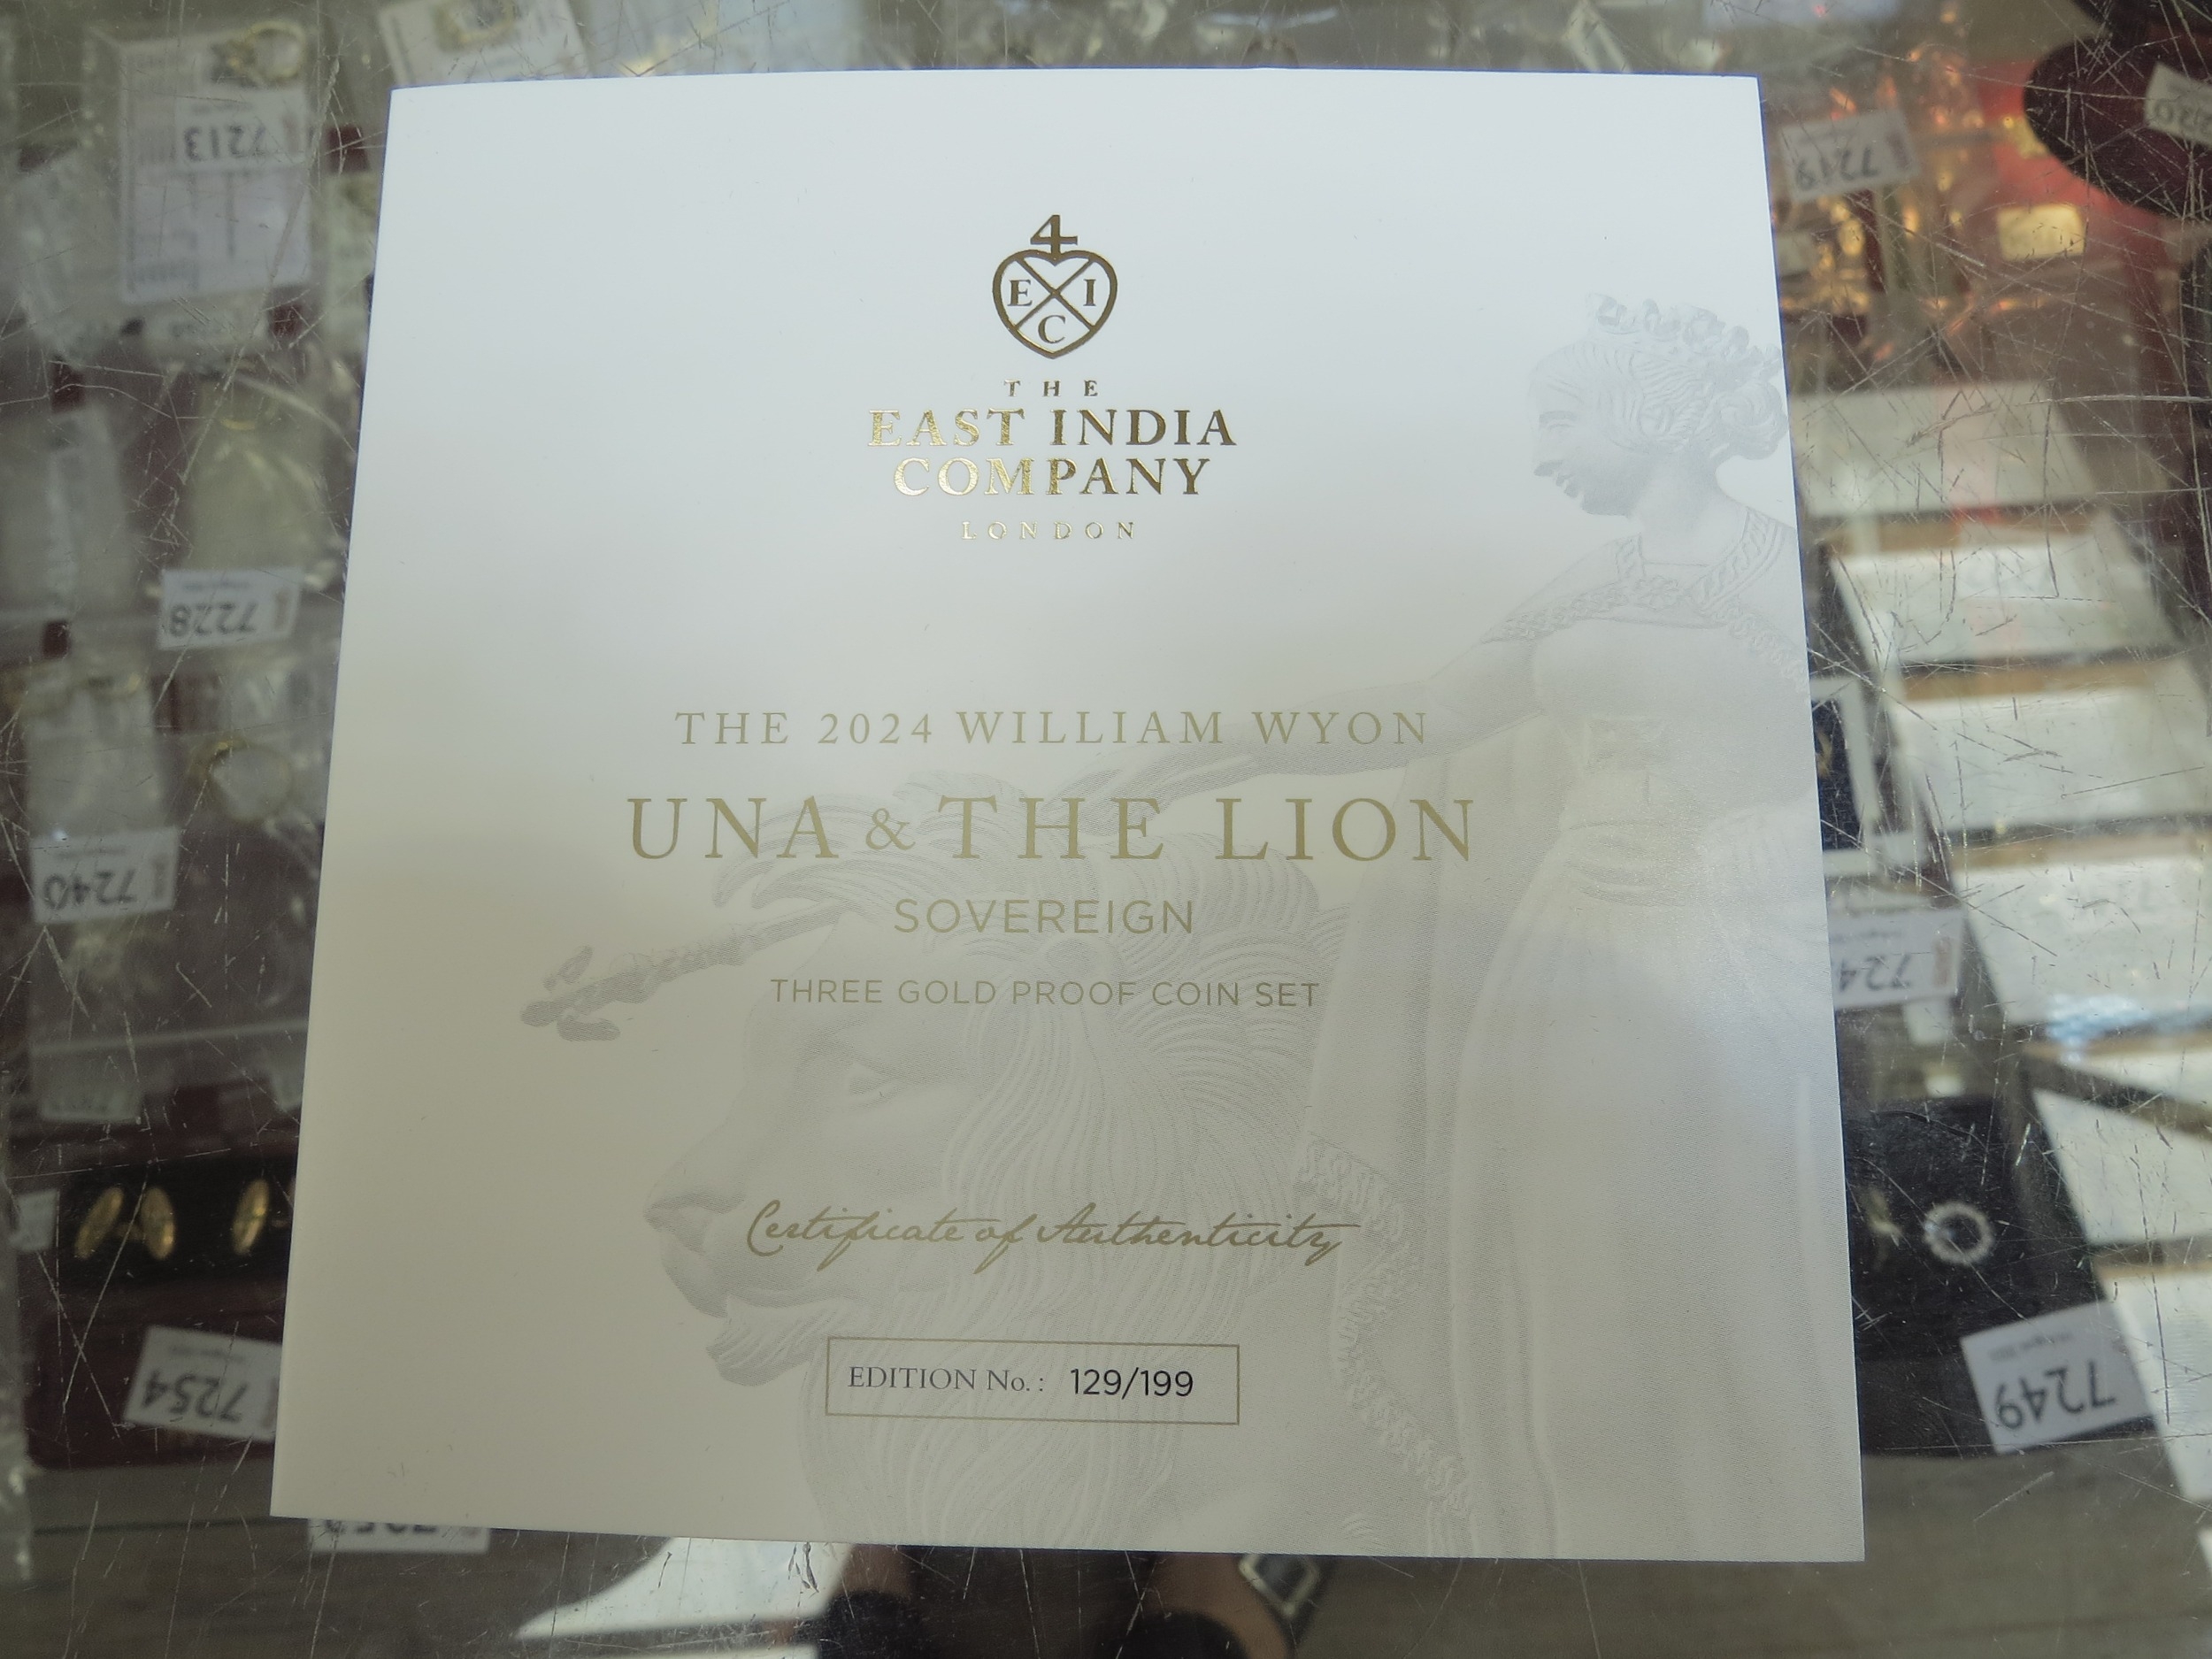 4
E I
C
THE
EAST INDIA
COMPANY
LONDON
THE 2024 WILLIAM WYON
UNA & THE LION
SOVEREIGN
THREE GOLD PROOF COIN SET
Certificate of Authenticity
EDITION No.: 129/199
7213
7219
7228
7240
7254
7249